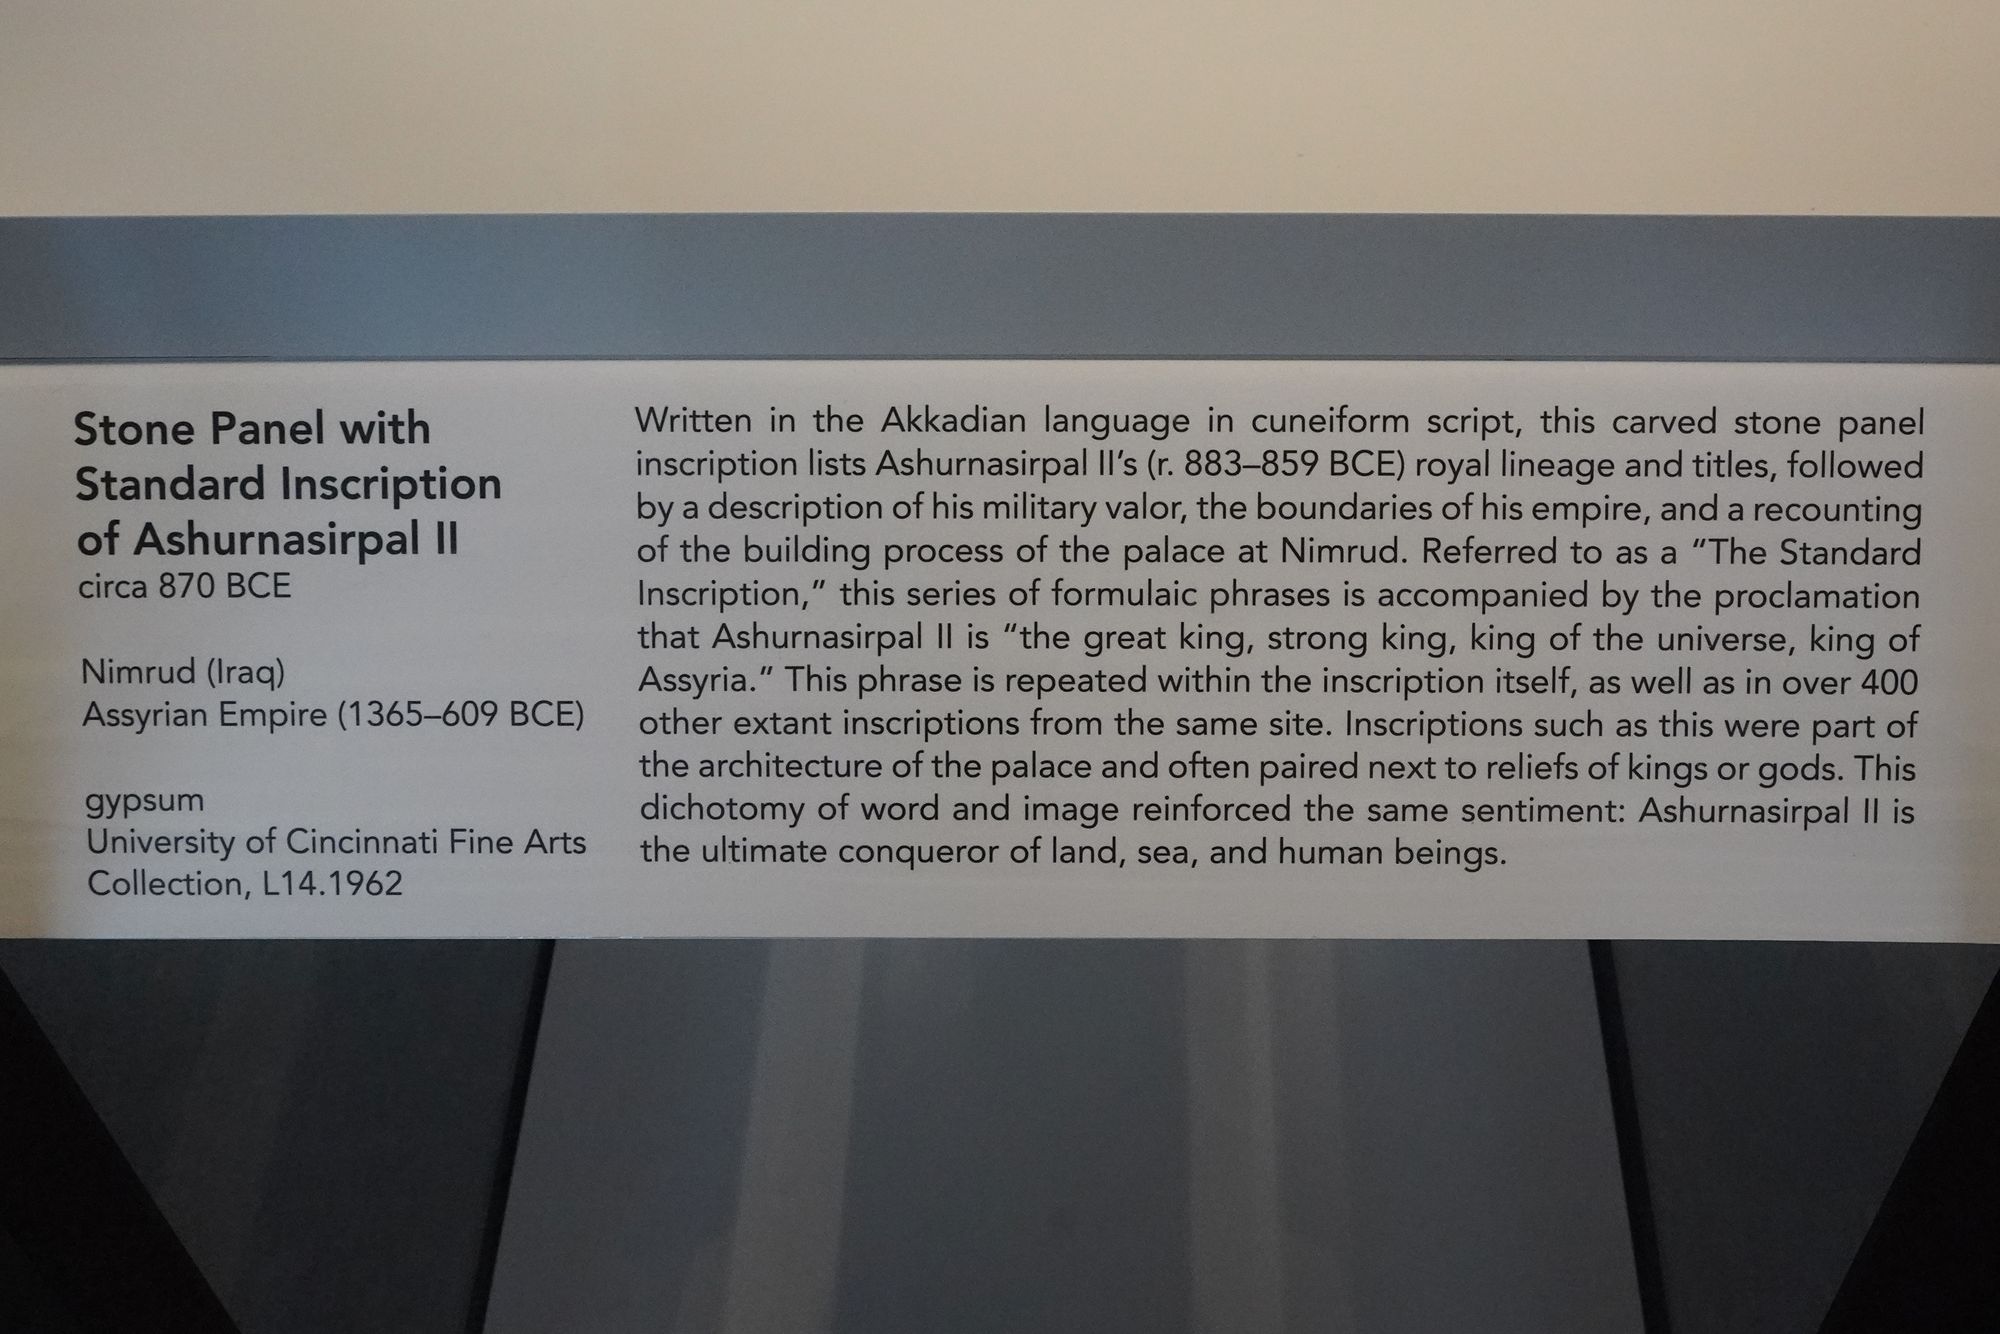 Stone Panel with
Standard Inscription
of Ashurnasirpal II
circa 870 BCE
Nimrud (Iraq)
Assyrian Empire (1365–609 BCE)
gypsum
University of Cincinnati Fine Arts
Collection, L14.1962
Written in the Akkadian language in cuneiform script, this carved stone panel
inscription lists Ashurnasirpal II’s (r. 883–859 BCE) royal lineage and titles, followed
by a description of his military valor, the boundaries of his empire, and a recounting
of the building process of the palace at Nimrud. Referred to as a “The Standard
Inscription,” this series of formulaic phrases is accompanied by the proclamation
that Ashurnasirpal II is “the great king, strong king, king of the universe, king of
Assyria.” This phrase is repeated within the inscription itself, as well as in over 400
other extant inscriptions from the same site. Inscriptions such as this were part of
the architecture of the palace and often paired next to reliefs of kings or gods. This
dichotomy of word and image reinforced the same sentiment: Ashurnasirpal II is
the ultimate conqueror of land, sea, and human beings.